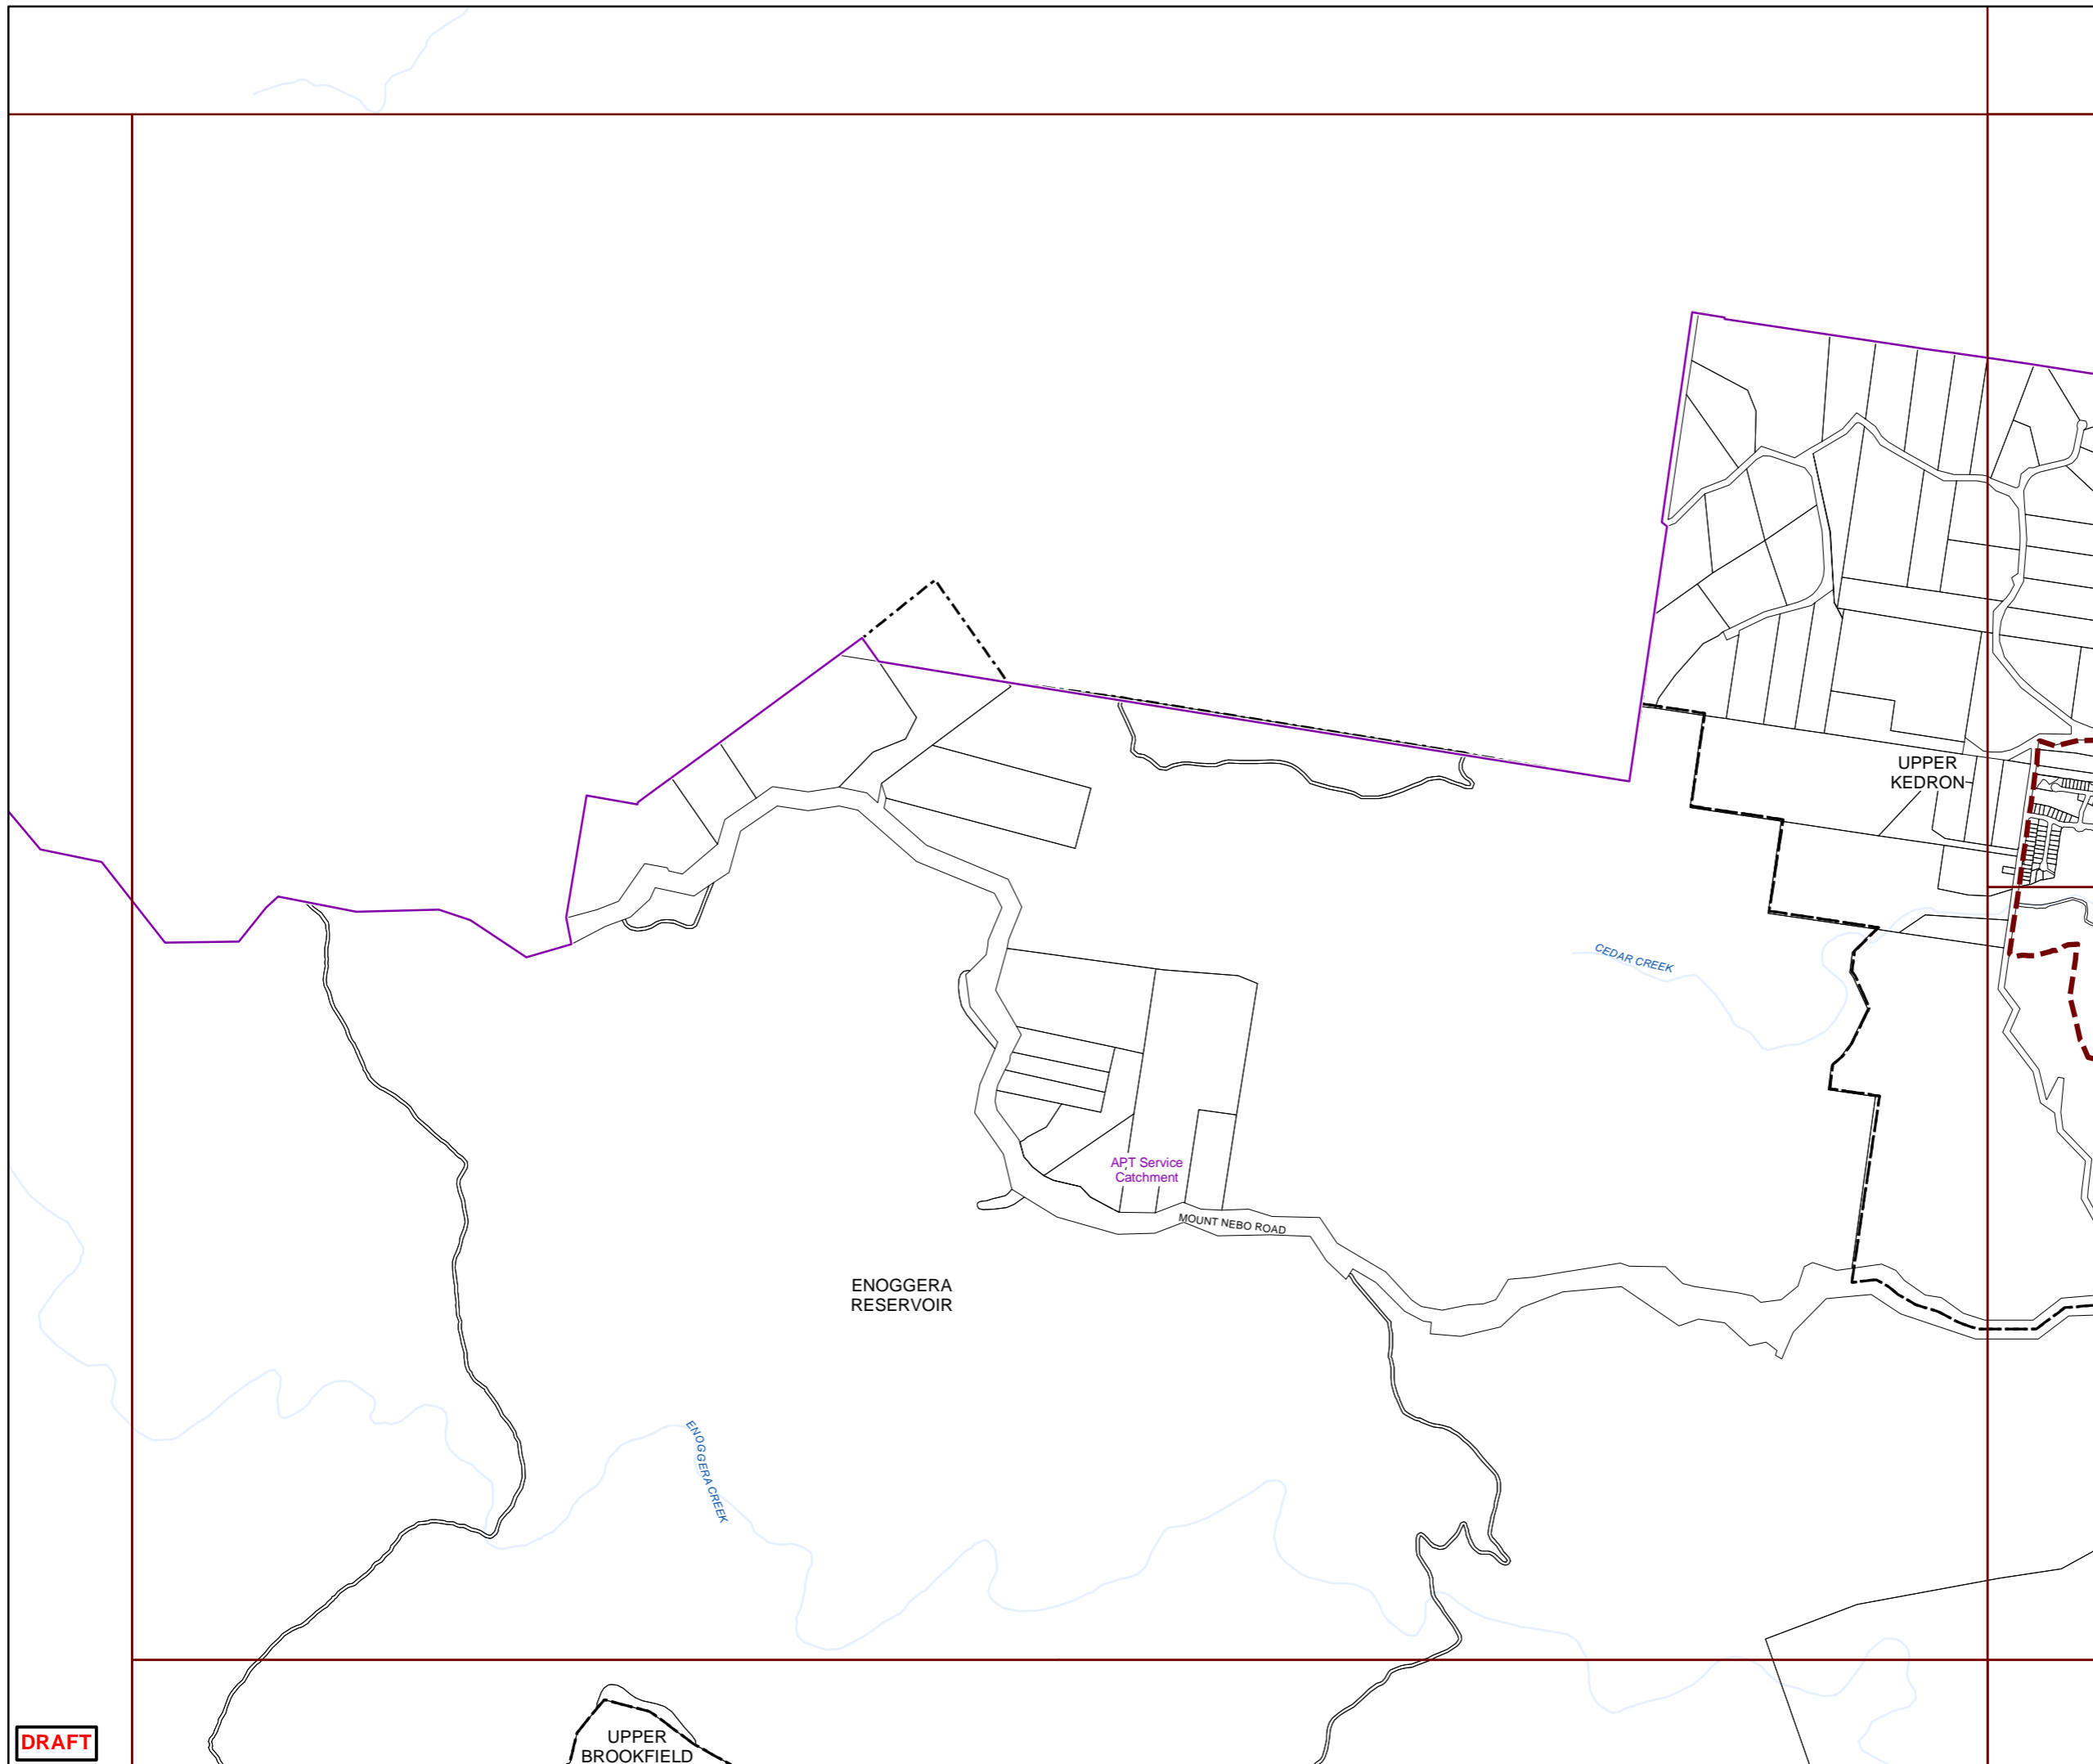 UPPER
KEDRON
CEDAR CREEK
APT Service
Catchment
MOUNT NEBO ROAD
ENOGGERA
RESERVOIR
ENOGGERA CREEK
DRAFT
UPPER
BROOKFIELD